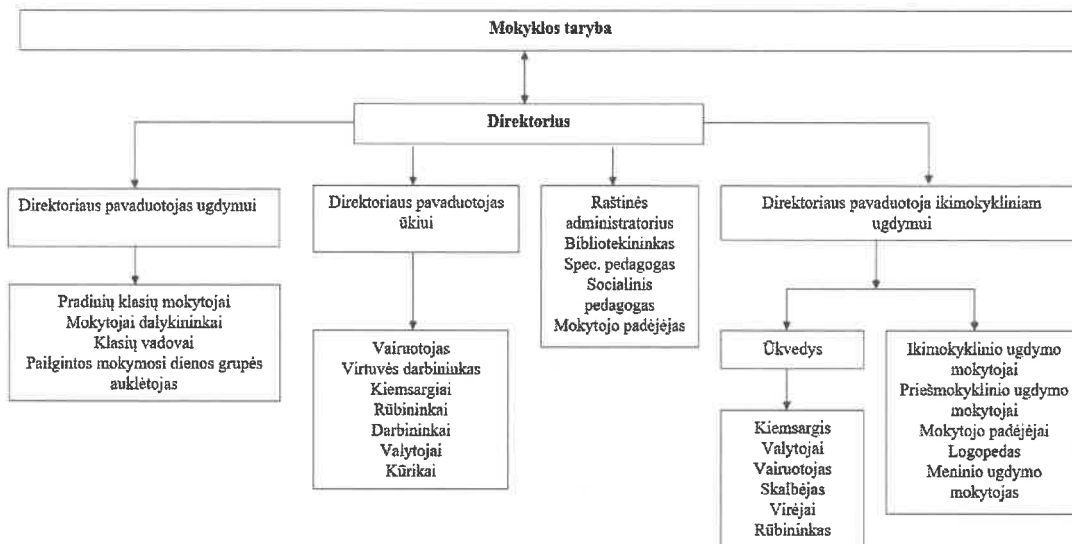 Mokyklos taryba
Direktorius
Direktoriaus pavaduotojas ugdymui
Pradinių klasių mokytojai
Mokytojai dalykininkai
Klasių vadovai
Pailgintos mokymosi dienos grupės
auklėtojas
Direktoriaus pavaduotojas
ūkiui
Vairuotojas
Virtuvės darbininkas
Kiemsargiai
Rūbininkai
Darbininkai
Valytojai
Kūrikai
Raštinės
administratorius
Bibliotekininkas
Spec. pedagogas
Socialinis
pedagogas
Mokytojo padėjėjas
Direktoriaus pavaduotoja ikimokykliniam
ugdymui
Ūkvedys
Kiemsargis
Valytojai
Vairuotojas
Skalbėjas
Virėjai
Rūbininkas
Ikimokyklinio ugdymo
mokytojai
Priešmokyklinio ugdymo
mokytojai
Mokytojo padėjėjai
Logopedas
Meninio ugdymo
mokytojas